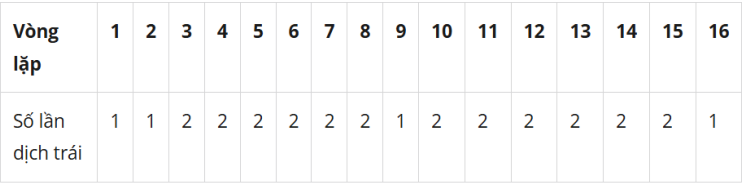 Vòng lặp 1 2 3 4 5 6 7 8 9 10 11 12 13 14 15 16
Số lần dịch trái 1 1 2 2 2 2 2 2 1 2 2 2 2 2 2 1